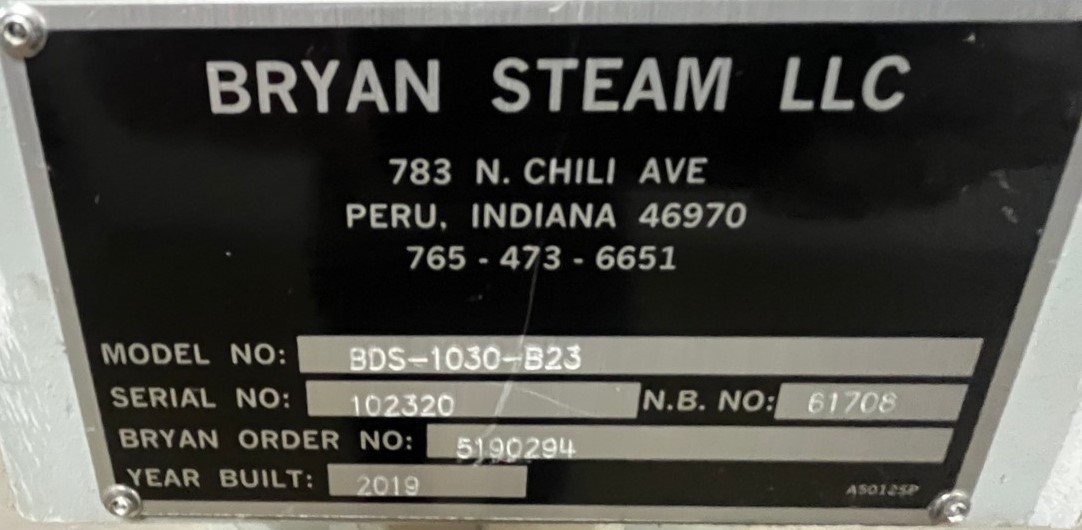 BRYAN STEAM LLC
783 N. CHILI AVE
PERU, INDIANA 46970
765 - 473 - 6651
MODEL NO: BDS-1030-B23
SERIAL NO: 102320 N.B. NO: 61708
BRYAN ORDER NO: 5190294
YEAR BUILT: 2019
A50125P